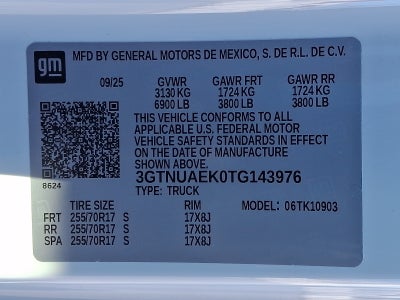 gm
MFD BY GENERAL MOTORS DE MEXICO, S. DE R.L. DE C.V.
09/25 GVWR GAWR FRT GAWR RR
3130 KG 1724 KG 1724 KG
6900 LB 3800 LB 3800 LB
THIS VEHICLE CONFORMS TO ALL
APPLICABLE U.S. FEDERAL MOTOR
VEHICLE SAFETY STANDARDS IN EFFECT
ON THE DATE OF MANUFACTURE
SHOWN ABOVE.
3GTNUAEK0TG143976
8624 TYPE: TRUCK
TIRE SIZE RIM MODEL: 06TK10903
FRT 255/70R17 S 17X8J
RR 255/70R17 S 17X8J
SPA 255/70R17 S 17X8J